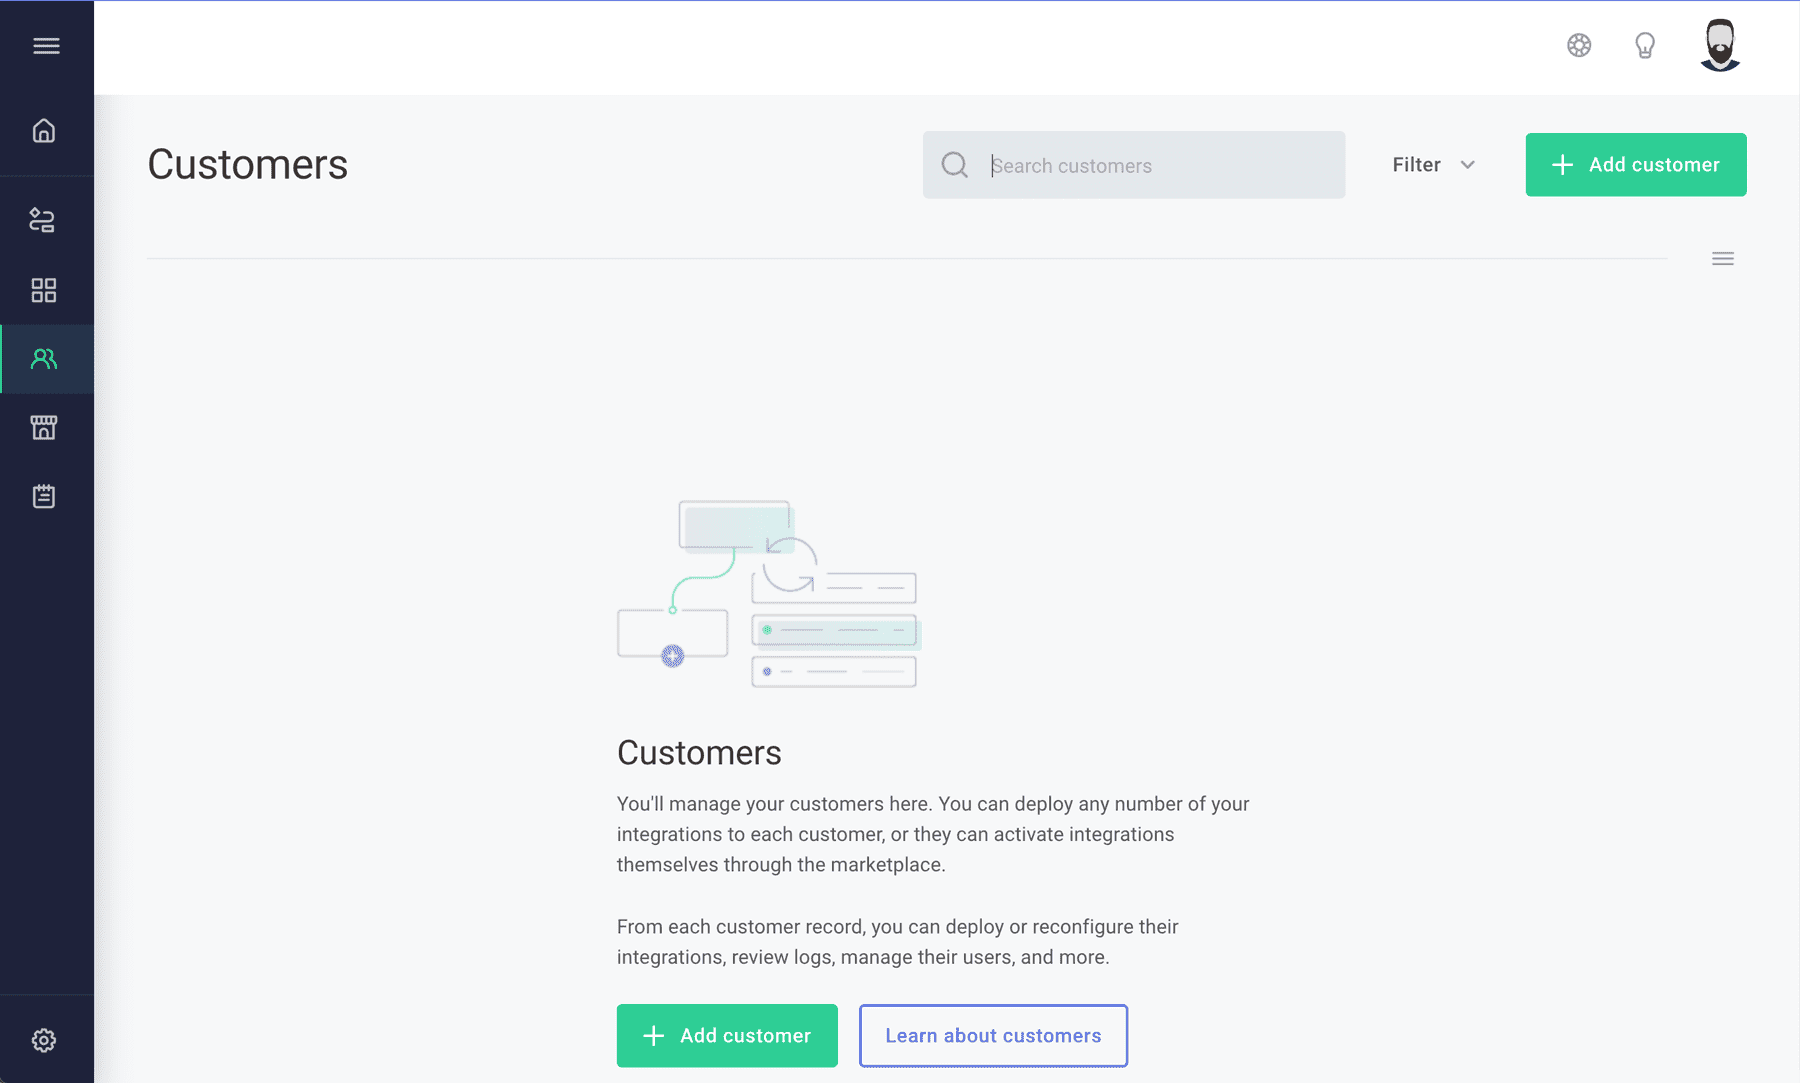 Customers
Search customers
Filter
Add customer
Customers
You'll manage your customers here. You can deploy any number of your
integrations to each customer, or they can activate integrations
themselves through the marketplace.
From each customer record, you can deploy or reconfigure their
integrations, review logs, manage their users, and more.
Add customer
Learn about customers